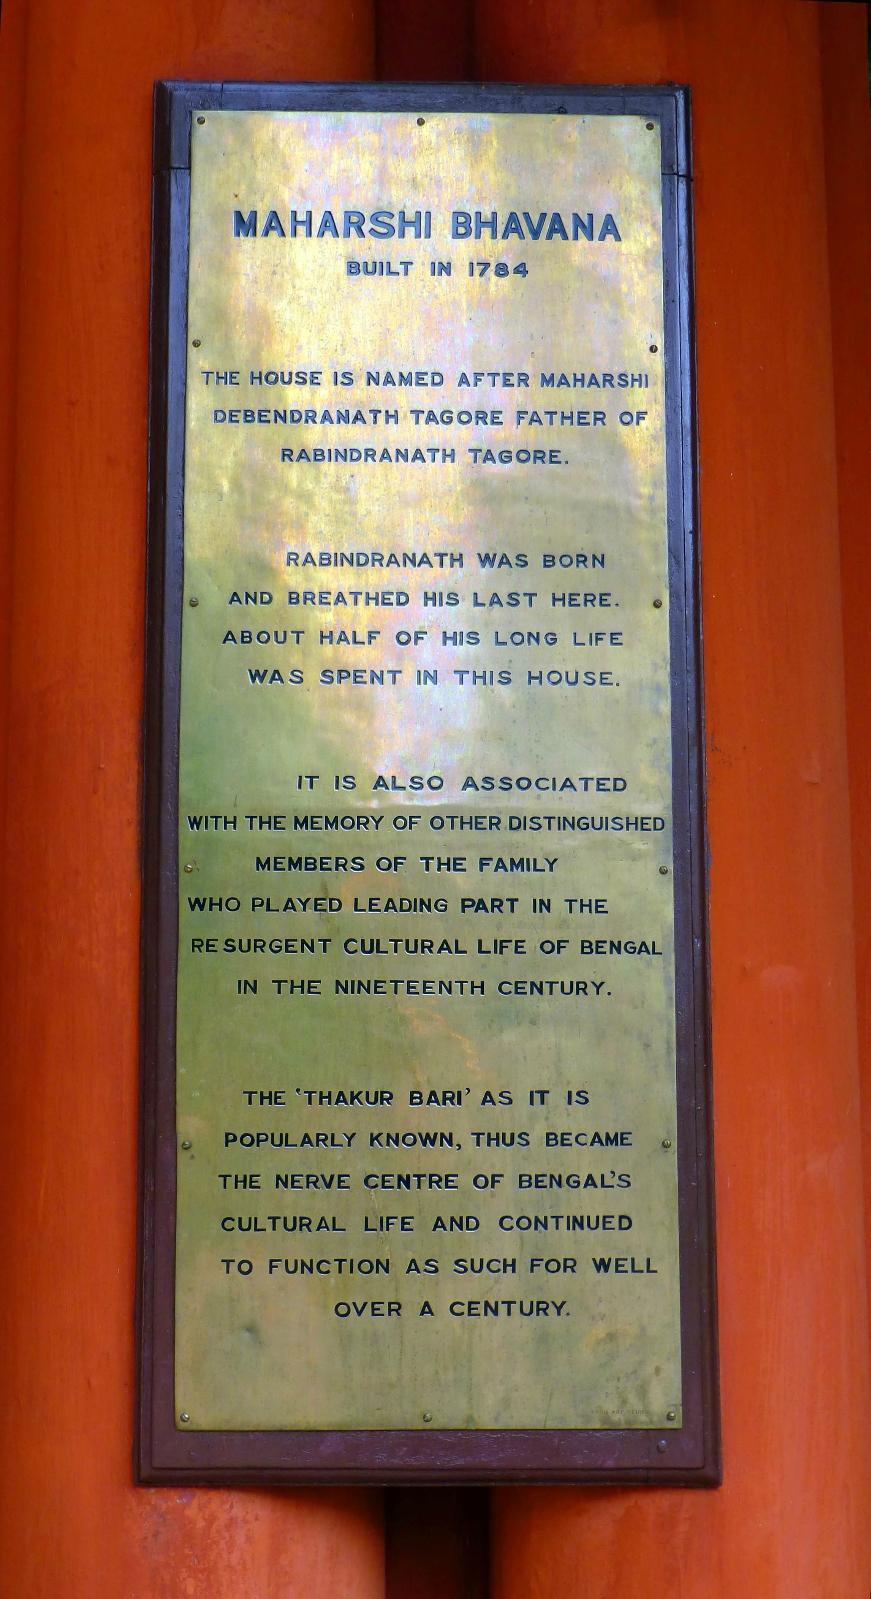 MAHARSHI BHAVANA
BUILT IN 1784
THE HOUSE IS NAMED AFTER MAHARSHI
DEBENDRANATH TAGORE FATHER OF
RABINDRANATH TAGORE.
RABINDRANATH WAS BORN
AND BREATHED HIS LAST HERE.
ABOUT HALF OF HIS LONG LIFE
WAS SPENT IN THIS HOUSE.
IT IS ALSO ASSOCIATED
WITH THE MEMORY OF OTHER DISTINGUISHED
MEMBERS OF THE FAMILY
WHO PLAYED LEADING PART IN THE
RESURGENT CULTURAL LIFE OF BENGAL
IN THE NINETEENTH CENTURY.
THE ‘THAKUR BARI’ AS IT IS
POPULARLY KNOWN, THUS BECAME
THE NERVE CENTRE OF BENGAL’S
CULTURAL LIFE AND CONTINUED
TO FUNCTION AS SUCH FOR WELL
OVER A CENTURY.